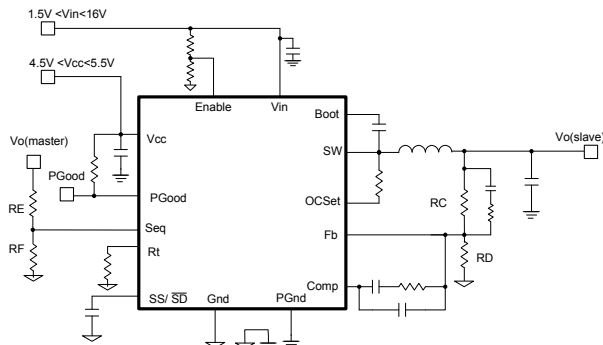 1.5V <Vin<16V
4.5V <Vcc<5.5V
Enable
Vin
Boot
Vo(master)
Vcc
SW
Vo(slave)
PGood
PGood
OCSet
RC
RE
Seq
Fb
RF
Rt
RD
Comp
SS/ SD
Gnd
PGnd